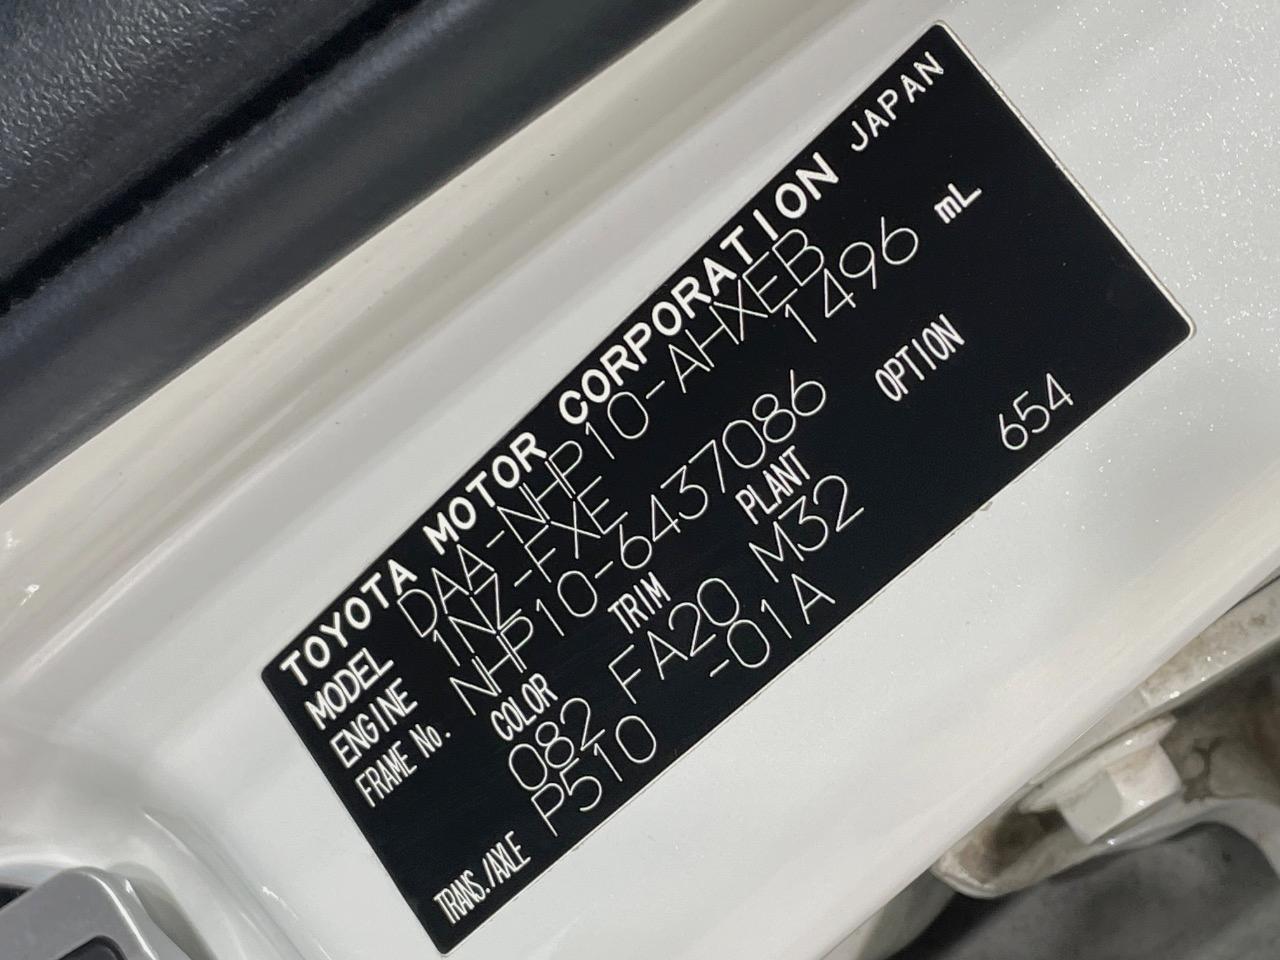 TOYOTA MOTOR CORPORATION JAPAN
MODEL DAA-NHP10-AHXEB
ENGINE 1NZ-FXE 1496 mL
FRAME No. NHP10-6437086
COLOR TRIM PLANT OPTION
082 FA20 M32 654
TRANS./AXLE P510 -01A